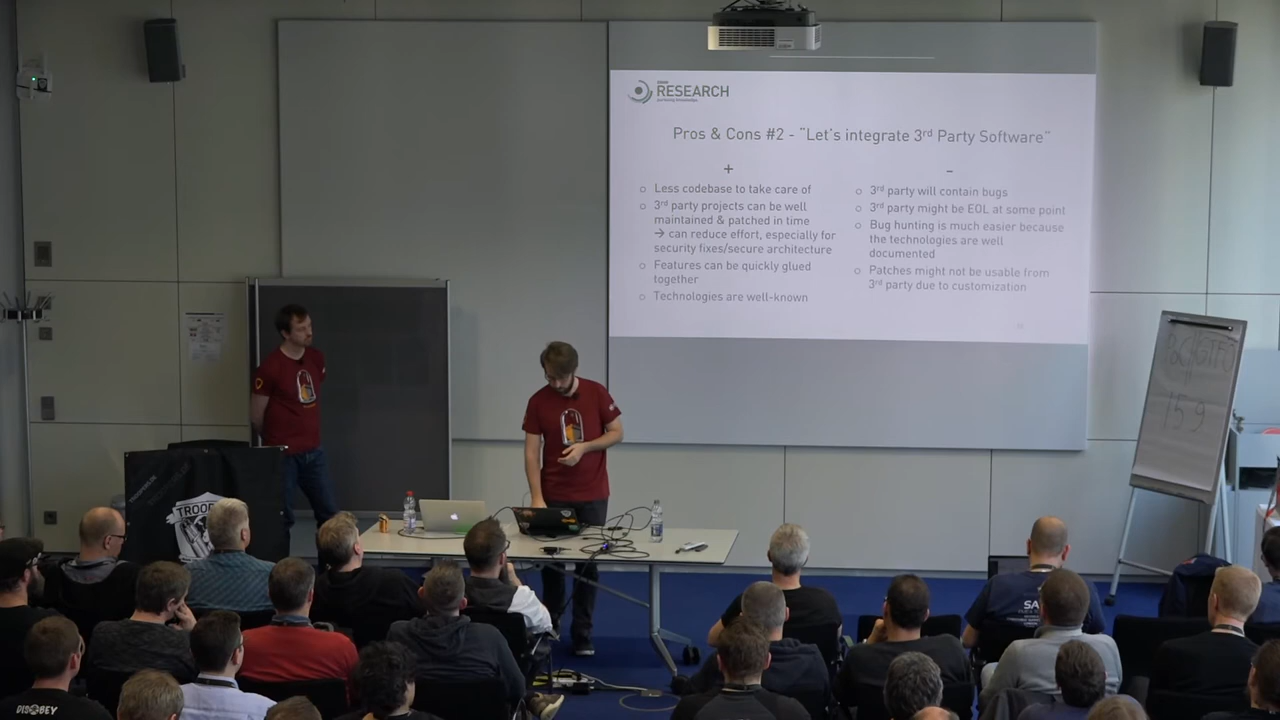 RESEARCH
Pros & Cons #2 - "Let's integrate 3rd Party Software"
+
-
Less codebase to take care of
3rd party projects can be well
maintained & patched in time
→ can reduce effort, especially for
security fixes/secure architecture
Features can be quickly glued
together
Technologies are well-known
3rd party will contain bugs
3rd party might be EOL at some point
Bug hunting is much easier because
the technologies are well
documented
Patches might not be usable from
3rd party due to customization
TROOP
159
SA
DISOBEY